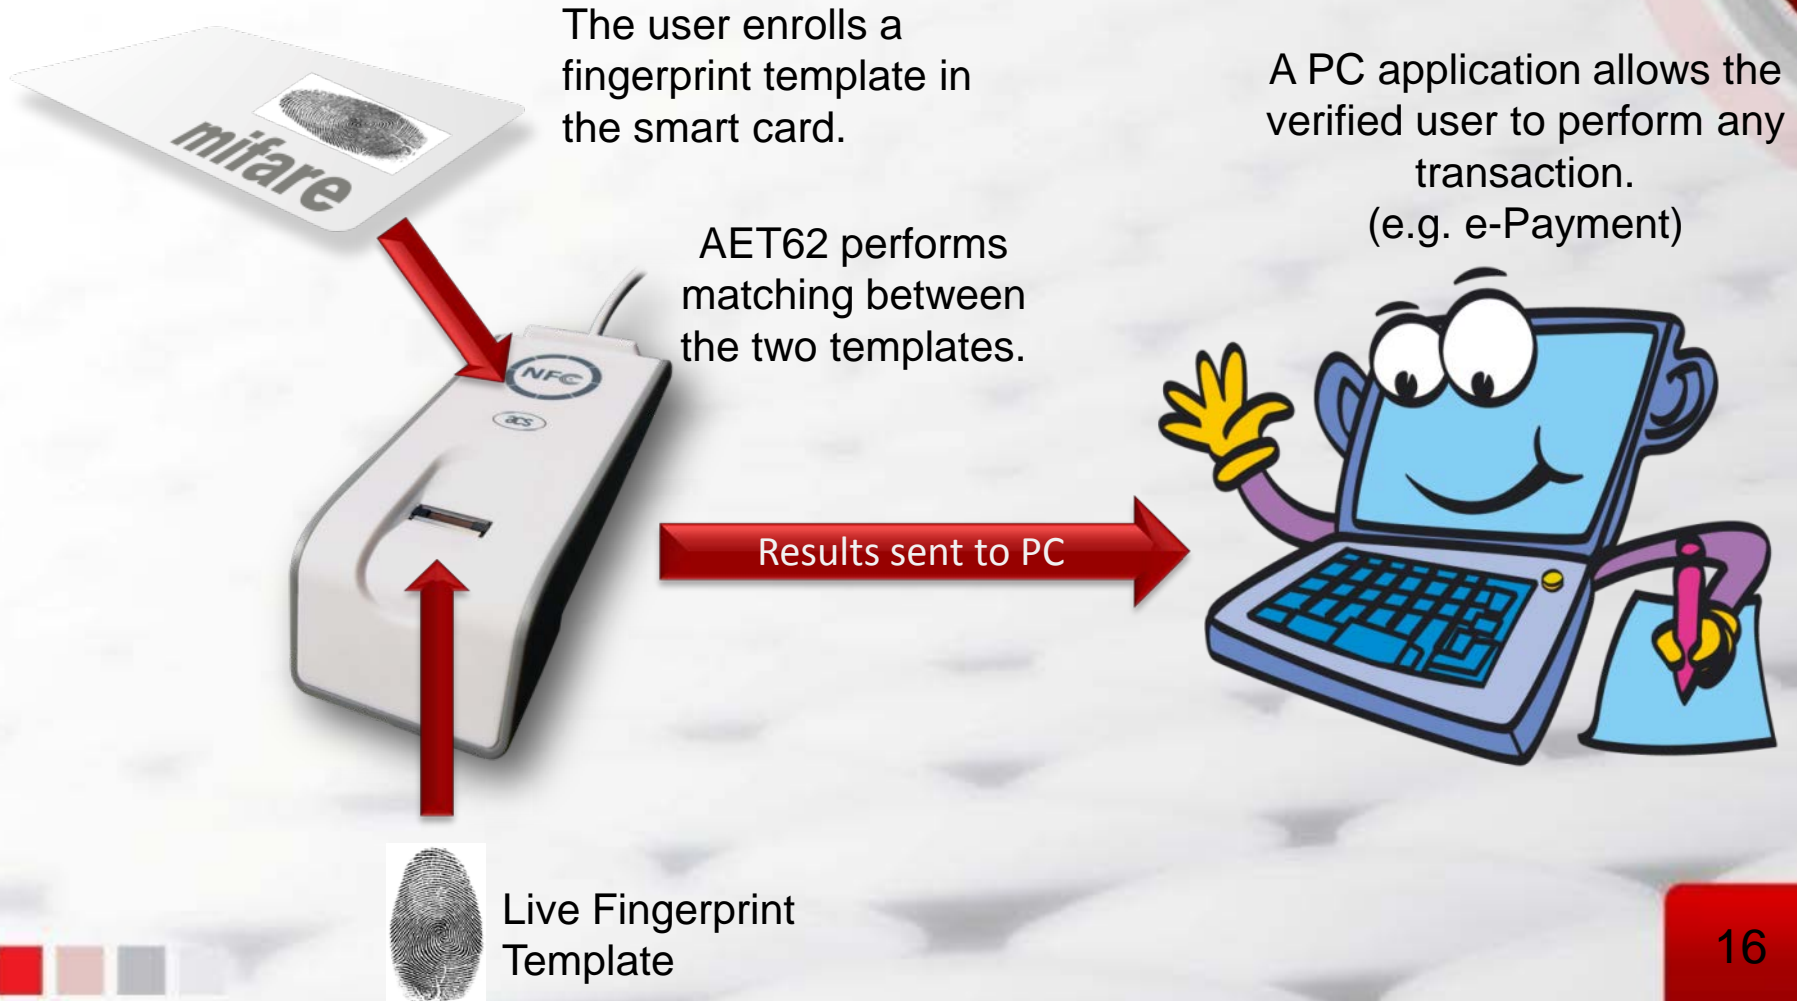 The user enrolls a
fingerprint template in
the smart card.
A PC application allows the
verified user to perform any
transaction.
(e.g. e-Payment)
mifare
AET62 performs
matching between
the two templates.
NFC
acs
Results sent to PC
Live Fingerprint
Template
16